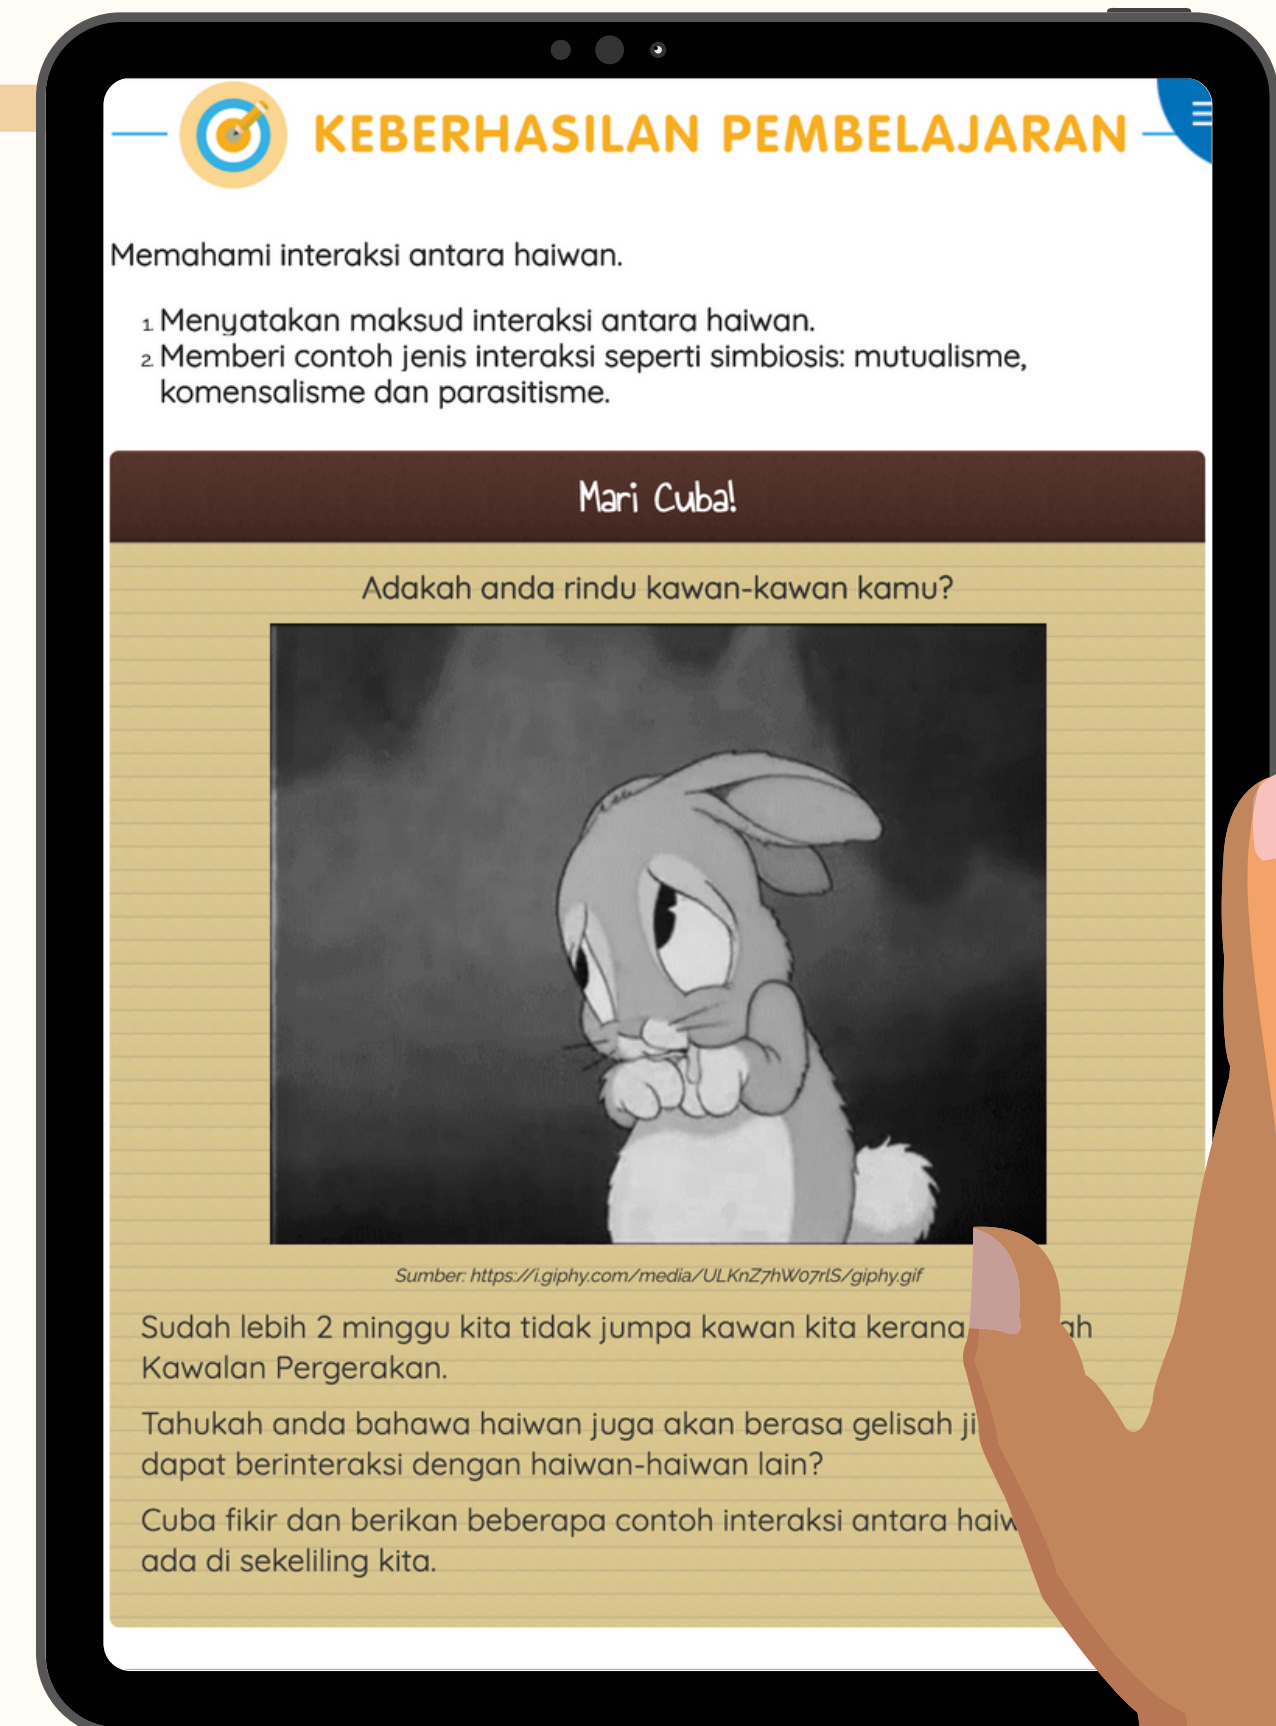 KEBERHASILAN PEMBELAJARAN
Memahami interaksi antara haiwan.
1. Menyatakan maksud interaksi antara haiwan.
2. Memberi contoh jenis interaksi seperti simbiosis: mutualisme,
komensalisme dan parasitisme.
Mari Cuba!
Adakah anda rindu kawan-kawan kamu?
Sumber: https://i.giphy.com/media/ULKnZ7hWo7rlS/giphy.gif
Sudah lebih 2 minggu kita tidak jumpa kawan kita kerana
Kawalan Pergerakan.
Tahukah anda bahawa haiwan juga akan berasa gelisah
dapat berinteraksi dengan haiwan-haiwan lain?
Cuba fikir dan berikan beberapa contoh interaksi antara
ada di sekeliling kita.